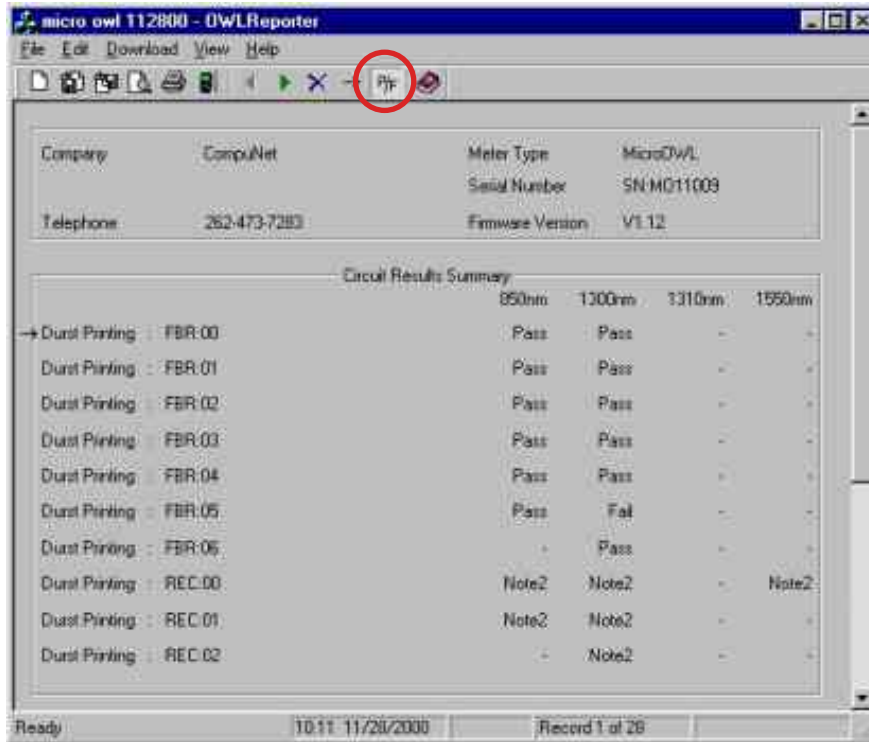 micro owl 112800 - OWLReporter
File Edit Download View Help
P/F
Company CompuNet Meter Type MicroOWL
Serial Number SN:MO11009
Telephone 262-473-7283 Firmware Version V1.12
Circuit Results Summary
850nm 1300nm 1310nm 1550nm
→ Durst Printing : FBR:00 Pass Pass - -
Durst Printing : FBR:01 Pass Pass - -
Durst Printing : FBR:02 Pass Pass - -
Durst Printing : FBR:03 Pass Pass - -
Durst Printing : FBR:04 Pass Pass - -
Durst Printing : FBR:05 Pass Fail - -
Durst Printing : FBR:06 - Pass - -
Durst Printing : REC:00 Note2 Note2 - Note2
Durst Printing : REC:01 Note2 Note2 - -
Durst Printing : REC:02 - Note2 - -
Ready 10:11 11/28/2000 Record 1 of 28